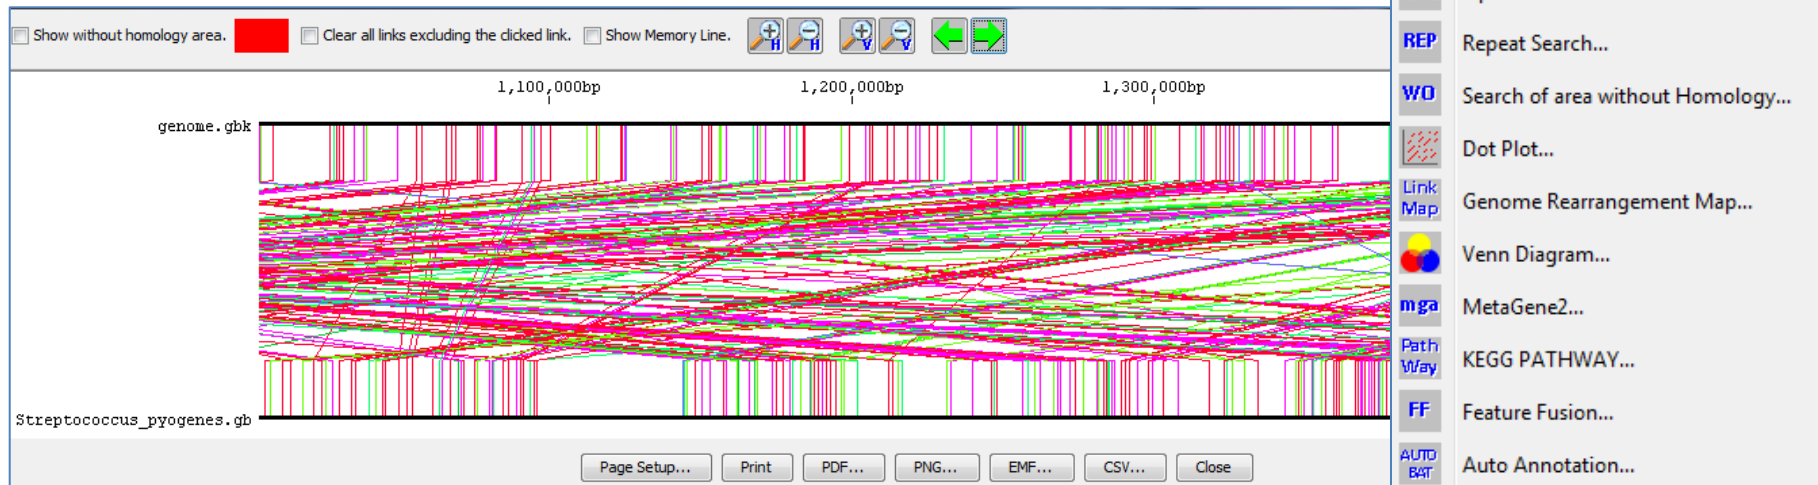 Show without homology area.
Clear all links excluding the clicked link.
Show Memory Line.
H
H
V
V
1,100,000bp
1,200,000bp
1,300,000bp
genome.gbk
Streptococcus_pyogenes.gb
Page Setup...
Print
PDF...
PNG...
EMF...
CSV...
Close
REP
Repeat Search...
WO
Search of area without Homology...
Dot Plot...
Link
Map
Genome Rearrangement Map...
Venn Diagram...
mga
MetaGene2...
Path
Way
KEGG PATHWAY...
FF
Feature Fusion...
AUTO
BAT
Auto Annotation...